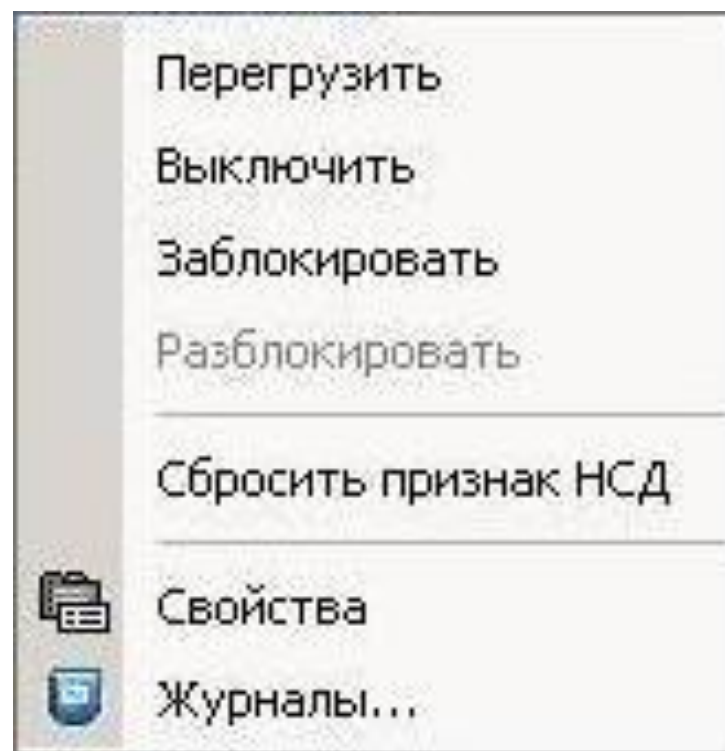 Перегрузить
Выключить
Заблокировать
Разблокировать
Сбросить признак НСД
Свойства
Журналы...